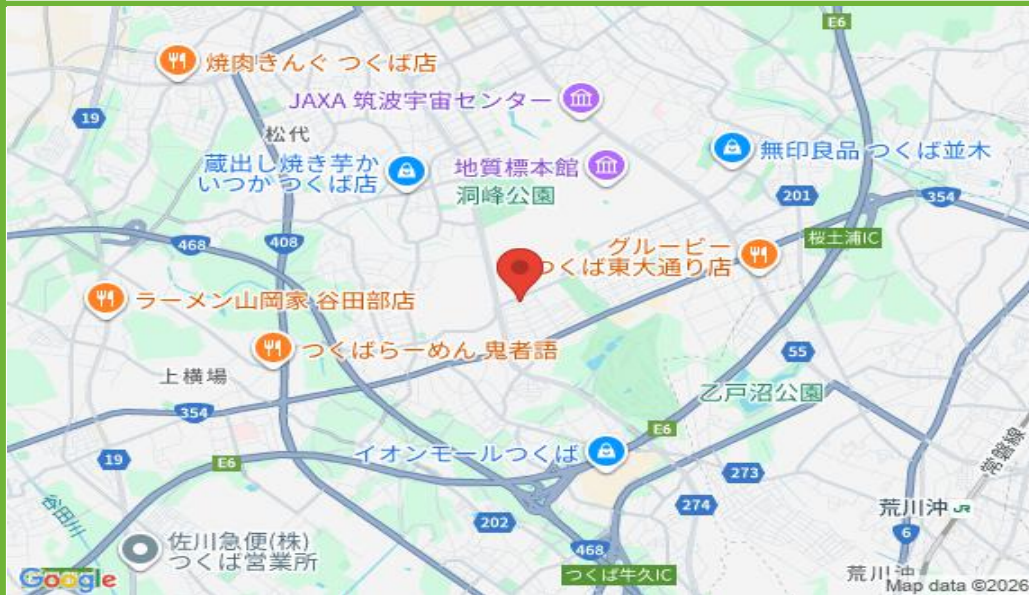 E6
焼肉きんぐ つくば店
JAXA 筑波宇宙センター
19
松代
蔵出し焼き芋か
いつか つくば店
地質標本館
洞峰公園
無印良品 つくば並木
201
354
468
408
桜土浦IC
グルービー
つくば東大通り店
ラーメン山岡家 谷田部店
つくばらーめん 鬼者語
55
上横場
乙戸沼公園
354
E6
イオンモールつくば
常磐線
19
E6
273
274
谷田川
202
荒川沖 JR
6
佐川急便(株)
つくば営業所
468
つくば牛久IC
荒川沖
Google
Map data ©2026